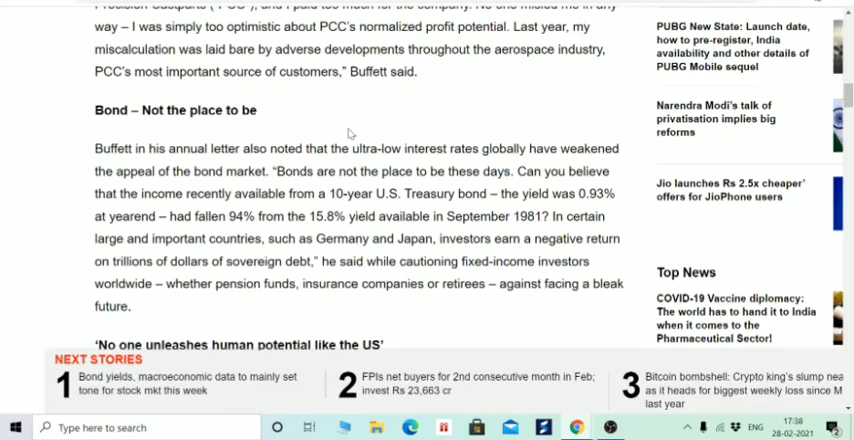 Precision Castparts ("PCC"), and I paid too much for the company. No one misled me in any
way – I was simply too optimistic about PCC's normalized profit potential. Last year, my
miscalculation was laid bare by adverse developments throughout the aerospace industry,
PCC's most important source of customers," Buffett said.
Bond – Not the place to be
Buffett in his annual letter also noted that the ultra-low interest rates globally have weakened
the appeal of the bond market. "Bonds are not the place to be these days. Can you believe
that the income recently available from a 10-year U.S. Treasury bond – the yield was 0.93%
at yearend – had fallen 94% from the 15.8% yield available in September 1981? In certain
large and important countries, such as Germany and Japan, investors earn a negative return
on trillions of dollars of sovereign debt," he said while cautioning fixed-income investors
worldwide – whether pension funds, insurance companies or retirees – against facing a bleak
future.
'No one unleashes human potential like the US'
PUBG New State: Launch date,
how to pre-register, India
availability and other details of
PUBG Mobile sequel
Narendra Modi's talk of
privatisation implies big
reforms
Jio launches Rs 2.5x cheaper'
offers for JioPhone users
Top News
COVID-19 Vaccine diplomacy:
The world has to hand it to India
when it comes to the
Pharmaceutical Sector!
NEXT STORIES
1 Bond yields, macroeconomic data to mainly set
tone for stock mkt this week
2 FPIs net buyers for 2nd consecutive month in Feb;
invest Rs 23,663 cr
3 Bitcoin bombshell: Crypto king's slump nea
as it heads for biggest weekly loss since M
last year
Type here to search
ENG
17:38
28-02-2021
2